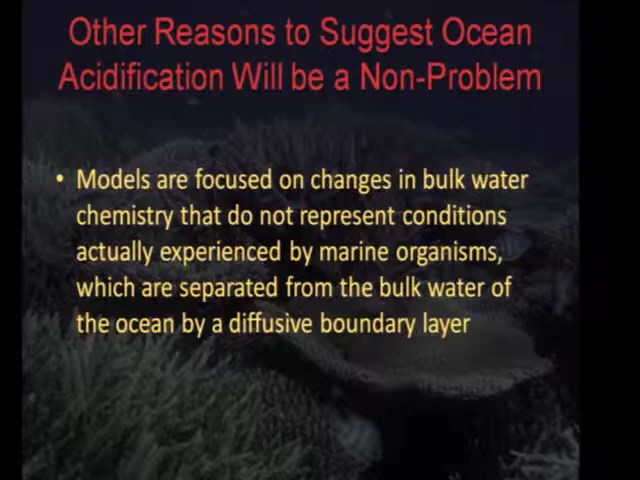 Other Reasons to Suggest Ocean
Acidification Will be a Non-Problem
• Models are focused on changes in bulk water
chemistry that do not represent conditions
actually experienced by marine organisms,
which are separated from the bulk water of
the ocean by a diffusive boundary layer